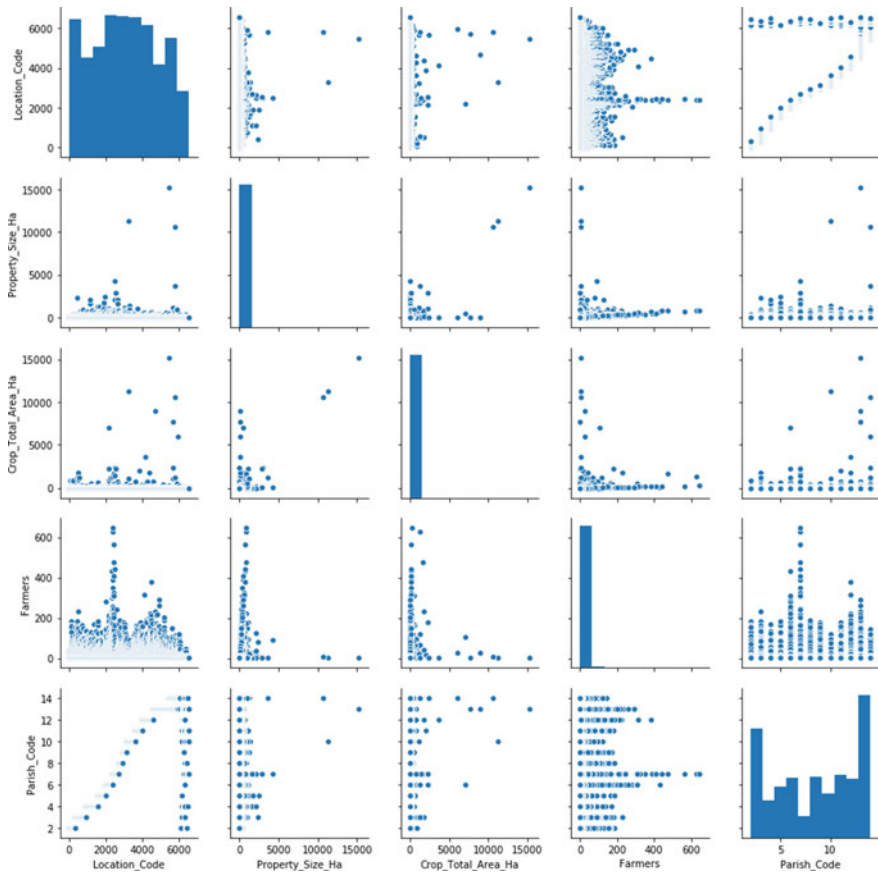 6000
4000
2000
0
Location_Code
15000
10000
5000
0
Property_Size_Ha
15000
10000
5000
0
Crop_Total_Area_Ha
600
400
200
0
Farmers
14
12
10
8
6
4
2
Parish_Code
0 2000 4000 6000
Location_Code
0 5000 10000 15000
Property_Size_Ha
0 5000 10000 15000
Crop_Total_Area_Ha
0 200 400 600
Farmers
5 10
Parish_Code